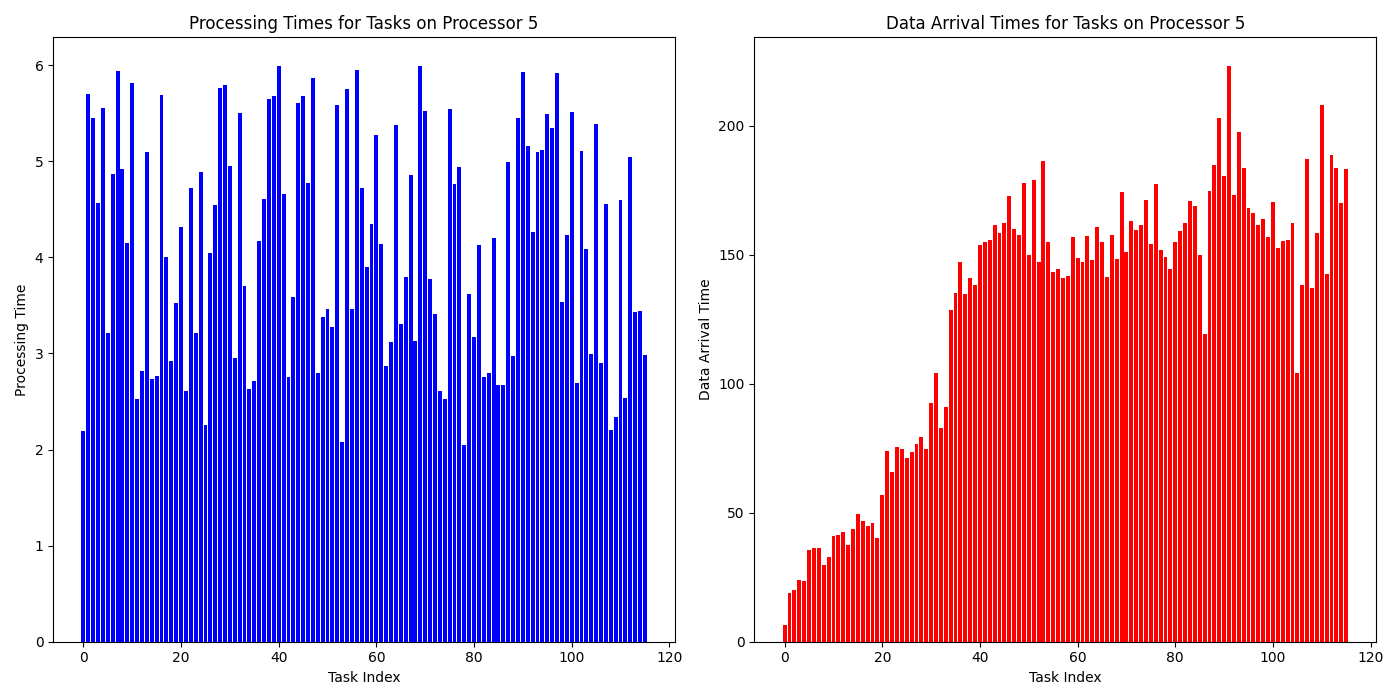 Processing Times for Tasks on Processor 5
Processing Time
6
5
4
3
2
1
0
0 20 40 60 80 100 120
Task Index
Data Arrival Times for Tasks on Processor 5
Data Arrival Time
200
150
100
50
0
0 20 40 60 80 100 120
Task Index